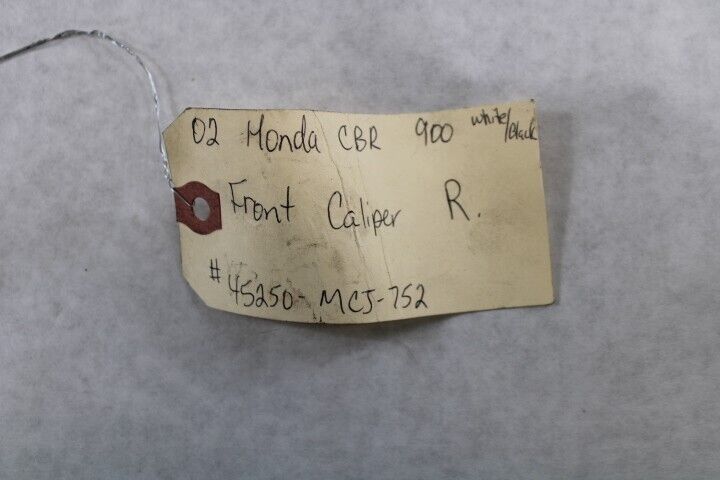 02 Honda CBR 900 white/black
Front Caliper R.
# 45250-MCJ-752